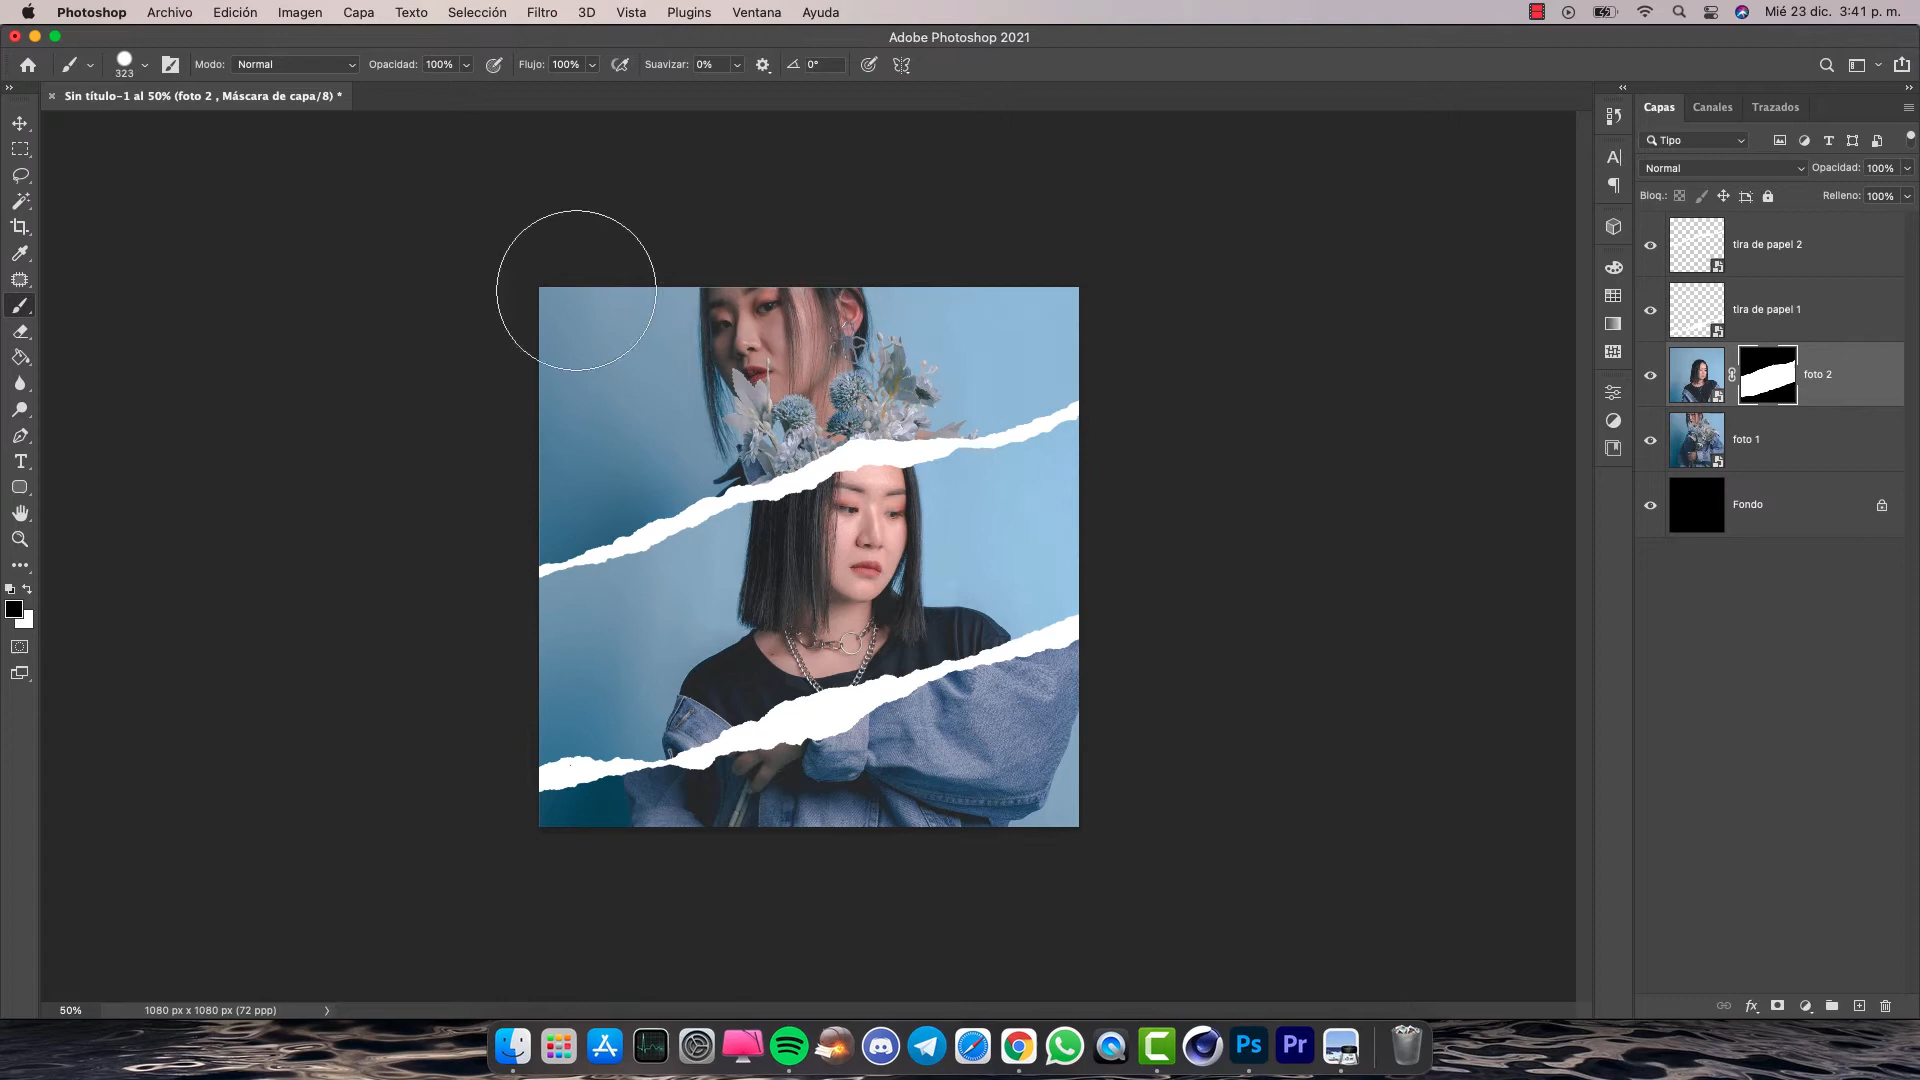 Photoshop Archivo Edición Imagen Capa Texto Selección Filtro 3D Vista Plugins Ventana Ayuda Mié 23 dic. 3:41 p. m.
Adobe Photoshop 2021
323 Modo: Normal Opacidad: 100% Flujo: 100% Suavizar: 0% 0°
Sin título-1 al 50% (foto 2 , Máscara de capa/8) *
Capas Canales Trazados
Tipo
Normal Opacidad: 100%
Bloq.: Relleno: 100%
tira de papel 2
tira de papel 1
foto 2
foto 1
Fondo
50% 1080 px x 1080 px (72 ppp)
Ps Pr